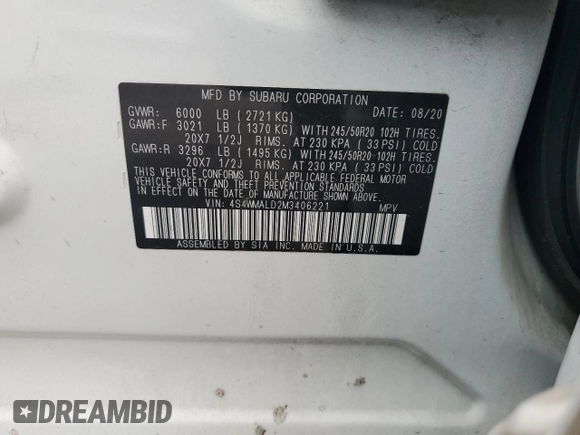 MFD BY SUBARU CORPORATION
GVWR: 6000 LB ( 2721 KG) DATE: 08/20
GAWR:F 3021 LB ( 1370 KG) WITH 245/50R20 102H TIRES.
20X7 1/2J RIMS. AT 230 KPA ( 33 PSI) COLD
GAWR:R 3296 LB ( 1495 KG) WITH 245/50R20 102H TIRES.
20X7 1/2J RIMS. AT 230 KPA ( 33 PSI) COLD
THIS VEHICLE CONFORMS TO ALL APPLICABLE FEDERAL MOTOR
VEHICLE SAFETY AND BUMPER STANDARDS IN EFFECT ON THE
DATE OF MANUFACTURE SHOWN ABOVE.
VIN: 4S4WMALD2M3406221 MPV
ASSEMBLED BY SIA INC. MADE IN U.S.A.
DREAMBID